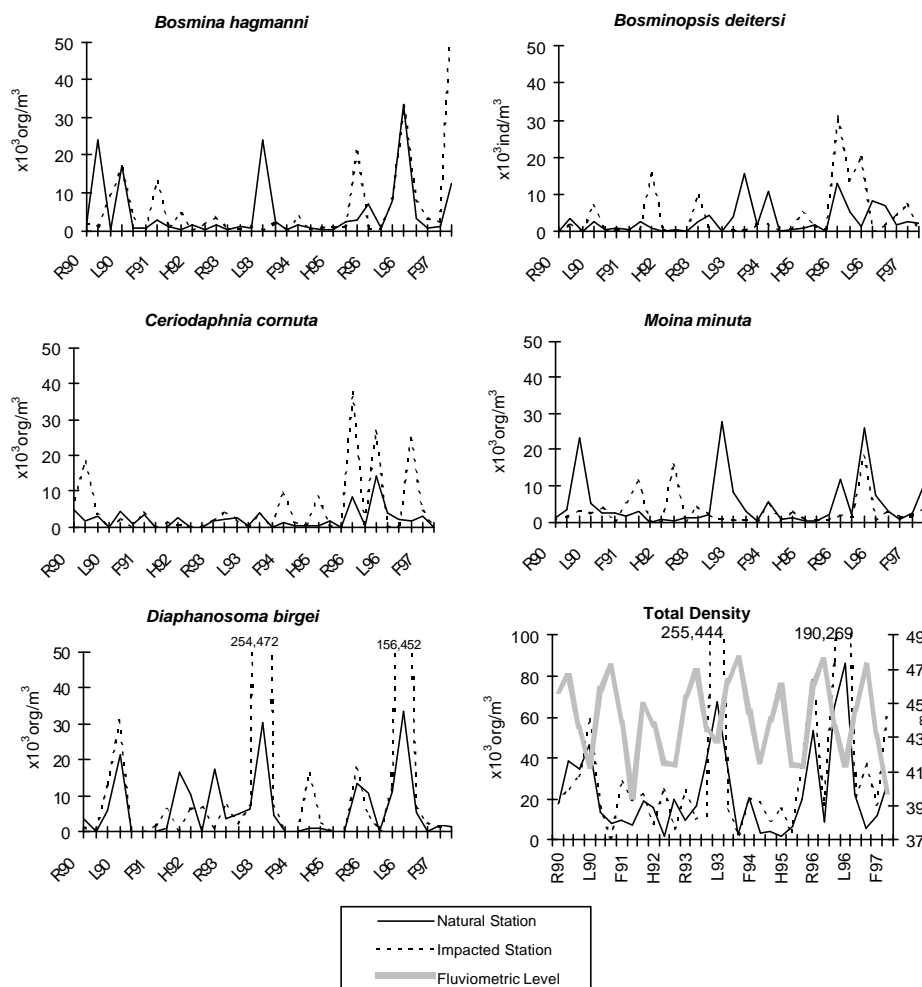 Bosmina hagmanni
50
40
30
20
10
0
x10³org/m³
R90 L90 F91 H92 R93 L93 F94 H95 R96 L96 F97
Bosminopsis deitersi
50
40
30
20
10
0
x10³ind/m³
R90 L90 F91 H92 R93 L93 F94 H95 R96 L96 F97
Ceriodaphnia cornuta
50
40
30
20
10
0
x10³org/m³
R90 L90 F91 H92 R93 L93 F94 H95 R96 L96 F97
Moina minuta
50
40
30
20
10
0
x10³org/m³
R90 L90 F91 H92 R93 L93 F94 H95 R96 L96 F97
Diaphanosoma birgei
254,472
156,452
50
40
30
20
10
0
x10³org/m³
R90 L90 F91 H92 R93 L93 F94 H95 R96 L96 F97
Total Density
255,444
190,269
100
80
60
40
20
0
x10³org/m³
49
47
45
43
41
39
37
m
R90 L90 F91 H92 R93 L93 F94 H95 R96 L96 F97
Natural Station
Impacted Station
Fluviometric Level